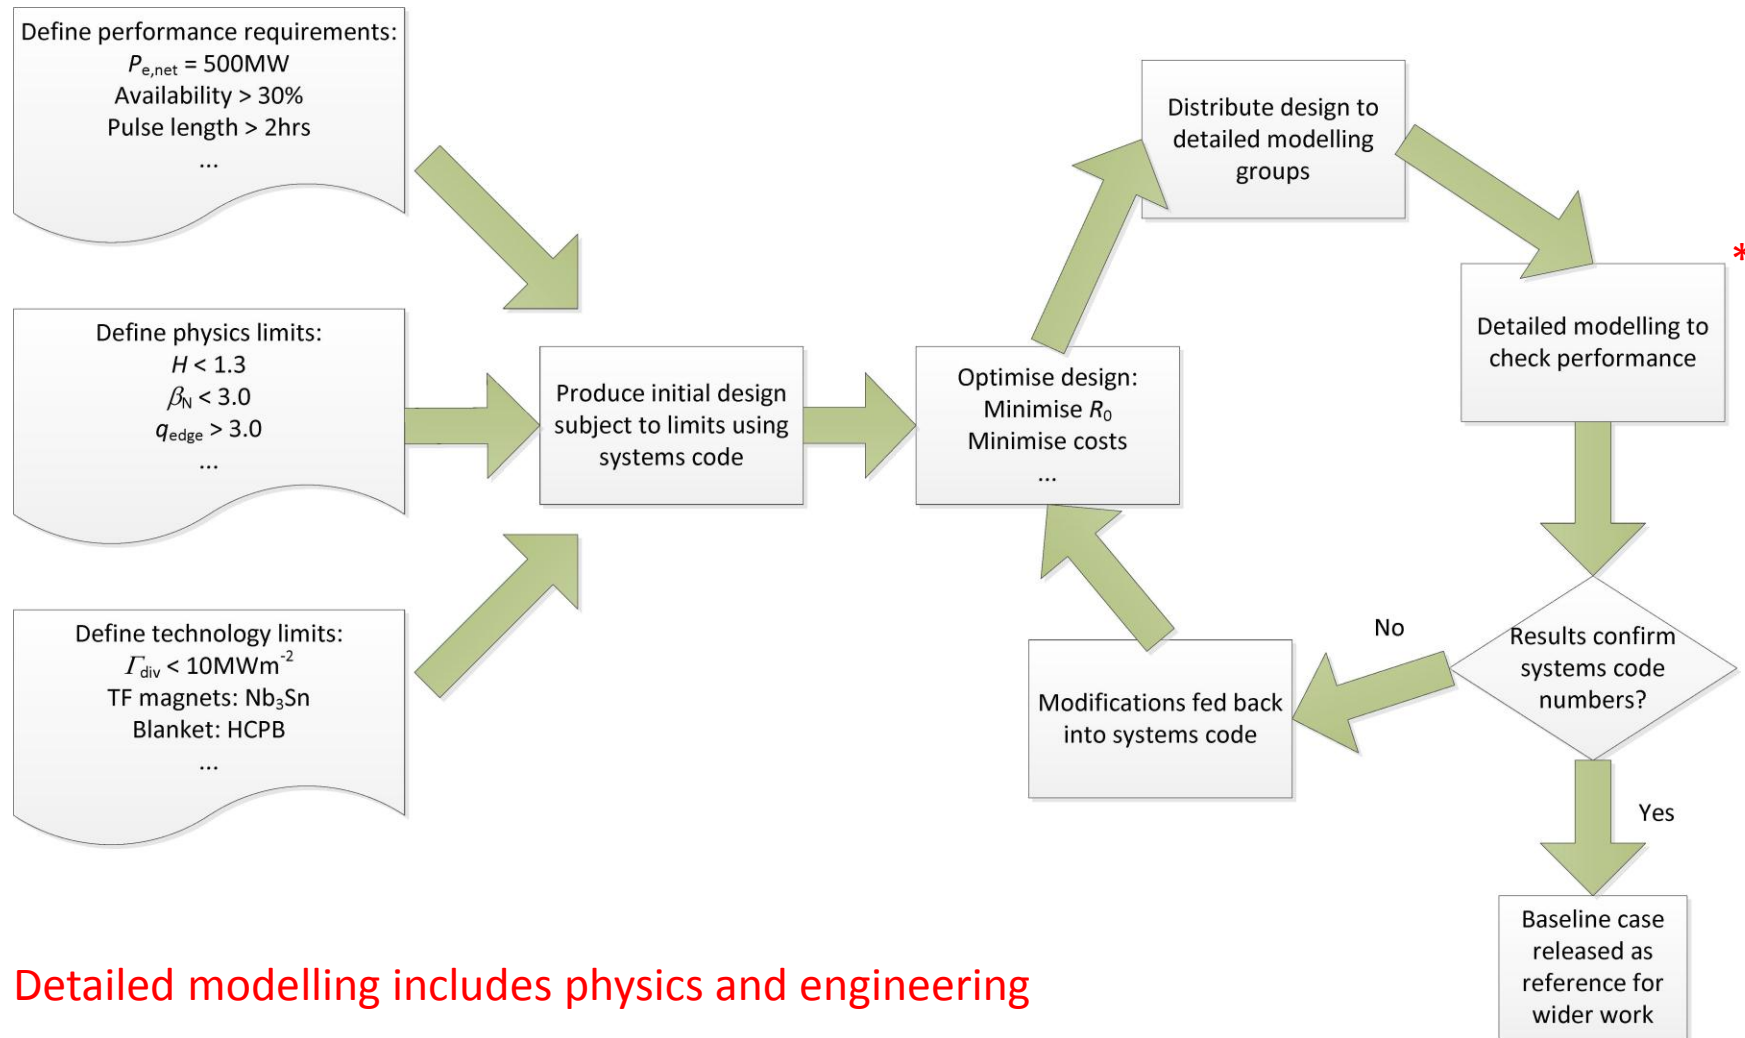 Define performance requirements:
P e,net = 500MW
Availability > 30%
Pulse length > 2hrs
...
Define physics limits:
H < 1.3
βN < 3.0
qedge > 3.0
...
Define technology limits:
Γdiv < 10MWm-2
TF magnets: Nb3Sn
Blanket: HCPB
...
Produce initial design
subject to limits using
systems code
Optimise design:
Minimise R0
Minimise costs
...
Distribute design to
detailed modelling
groups
*
Detailed modelling to
check performance
Results confirm
systems code
numbers?
No
Modifications fed back
into systems code
Yes
Baseline case
released as
reference for
wider work
Detailed modelling includes physics and engineering